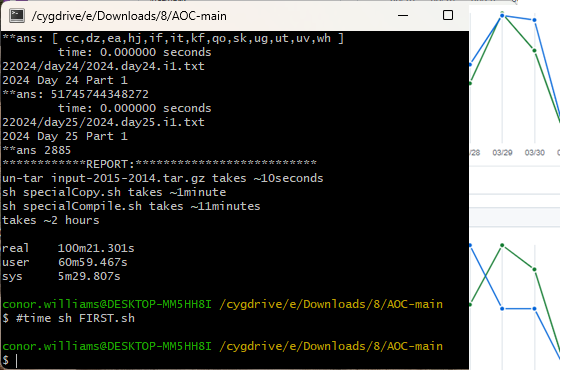 /cygdrive/e/Downloads/8/AOC-main
**ans: [ cc,dz,ea,hj,if,it,kf,qo,sk,ug,ut,uv,wh ]
        time: 0.000000 seconds
22024/day24/2024.day24.i1.txt
2024 Day 24 Part 1
**ans: 51745744348272
        time: 0.000000 seconds
22024/day25/2024.day25.i1.txt
2024 Day 25 Part 1
**ans 2885
************REPORT:***************************
un-tar input-2015-2014.tar.gz takes ~10seconds
sh specialCopy.sh takes ~1minute
sh specialCompile.sh takes ~11minutes
takes ~2 hours
real    100m21.301s
user    60m59.467s
sys     5m29.807s
conor.williams@DESKTOP-MM5HH8I /cygdrive/e/Downloads/8/AOC-main
$ #time sh FIRST.sh
conor.williams@DESKTOP-MM5HH8I /cygdrive/e/Downloads/8/AOC-main
$
/28 03/29 03/30